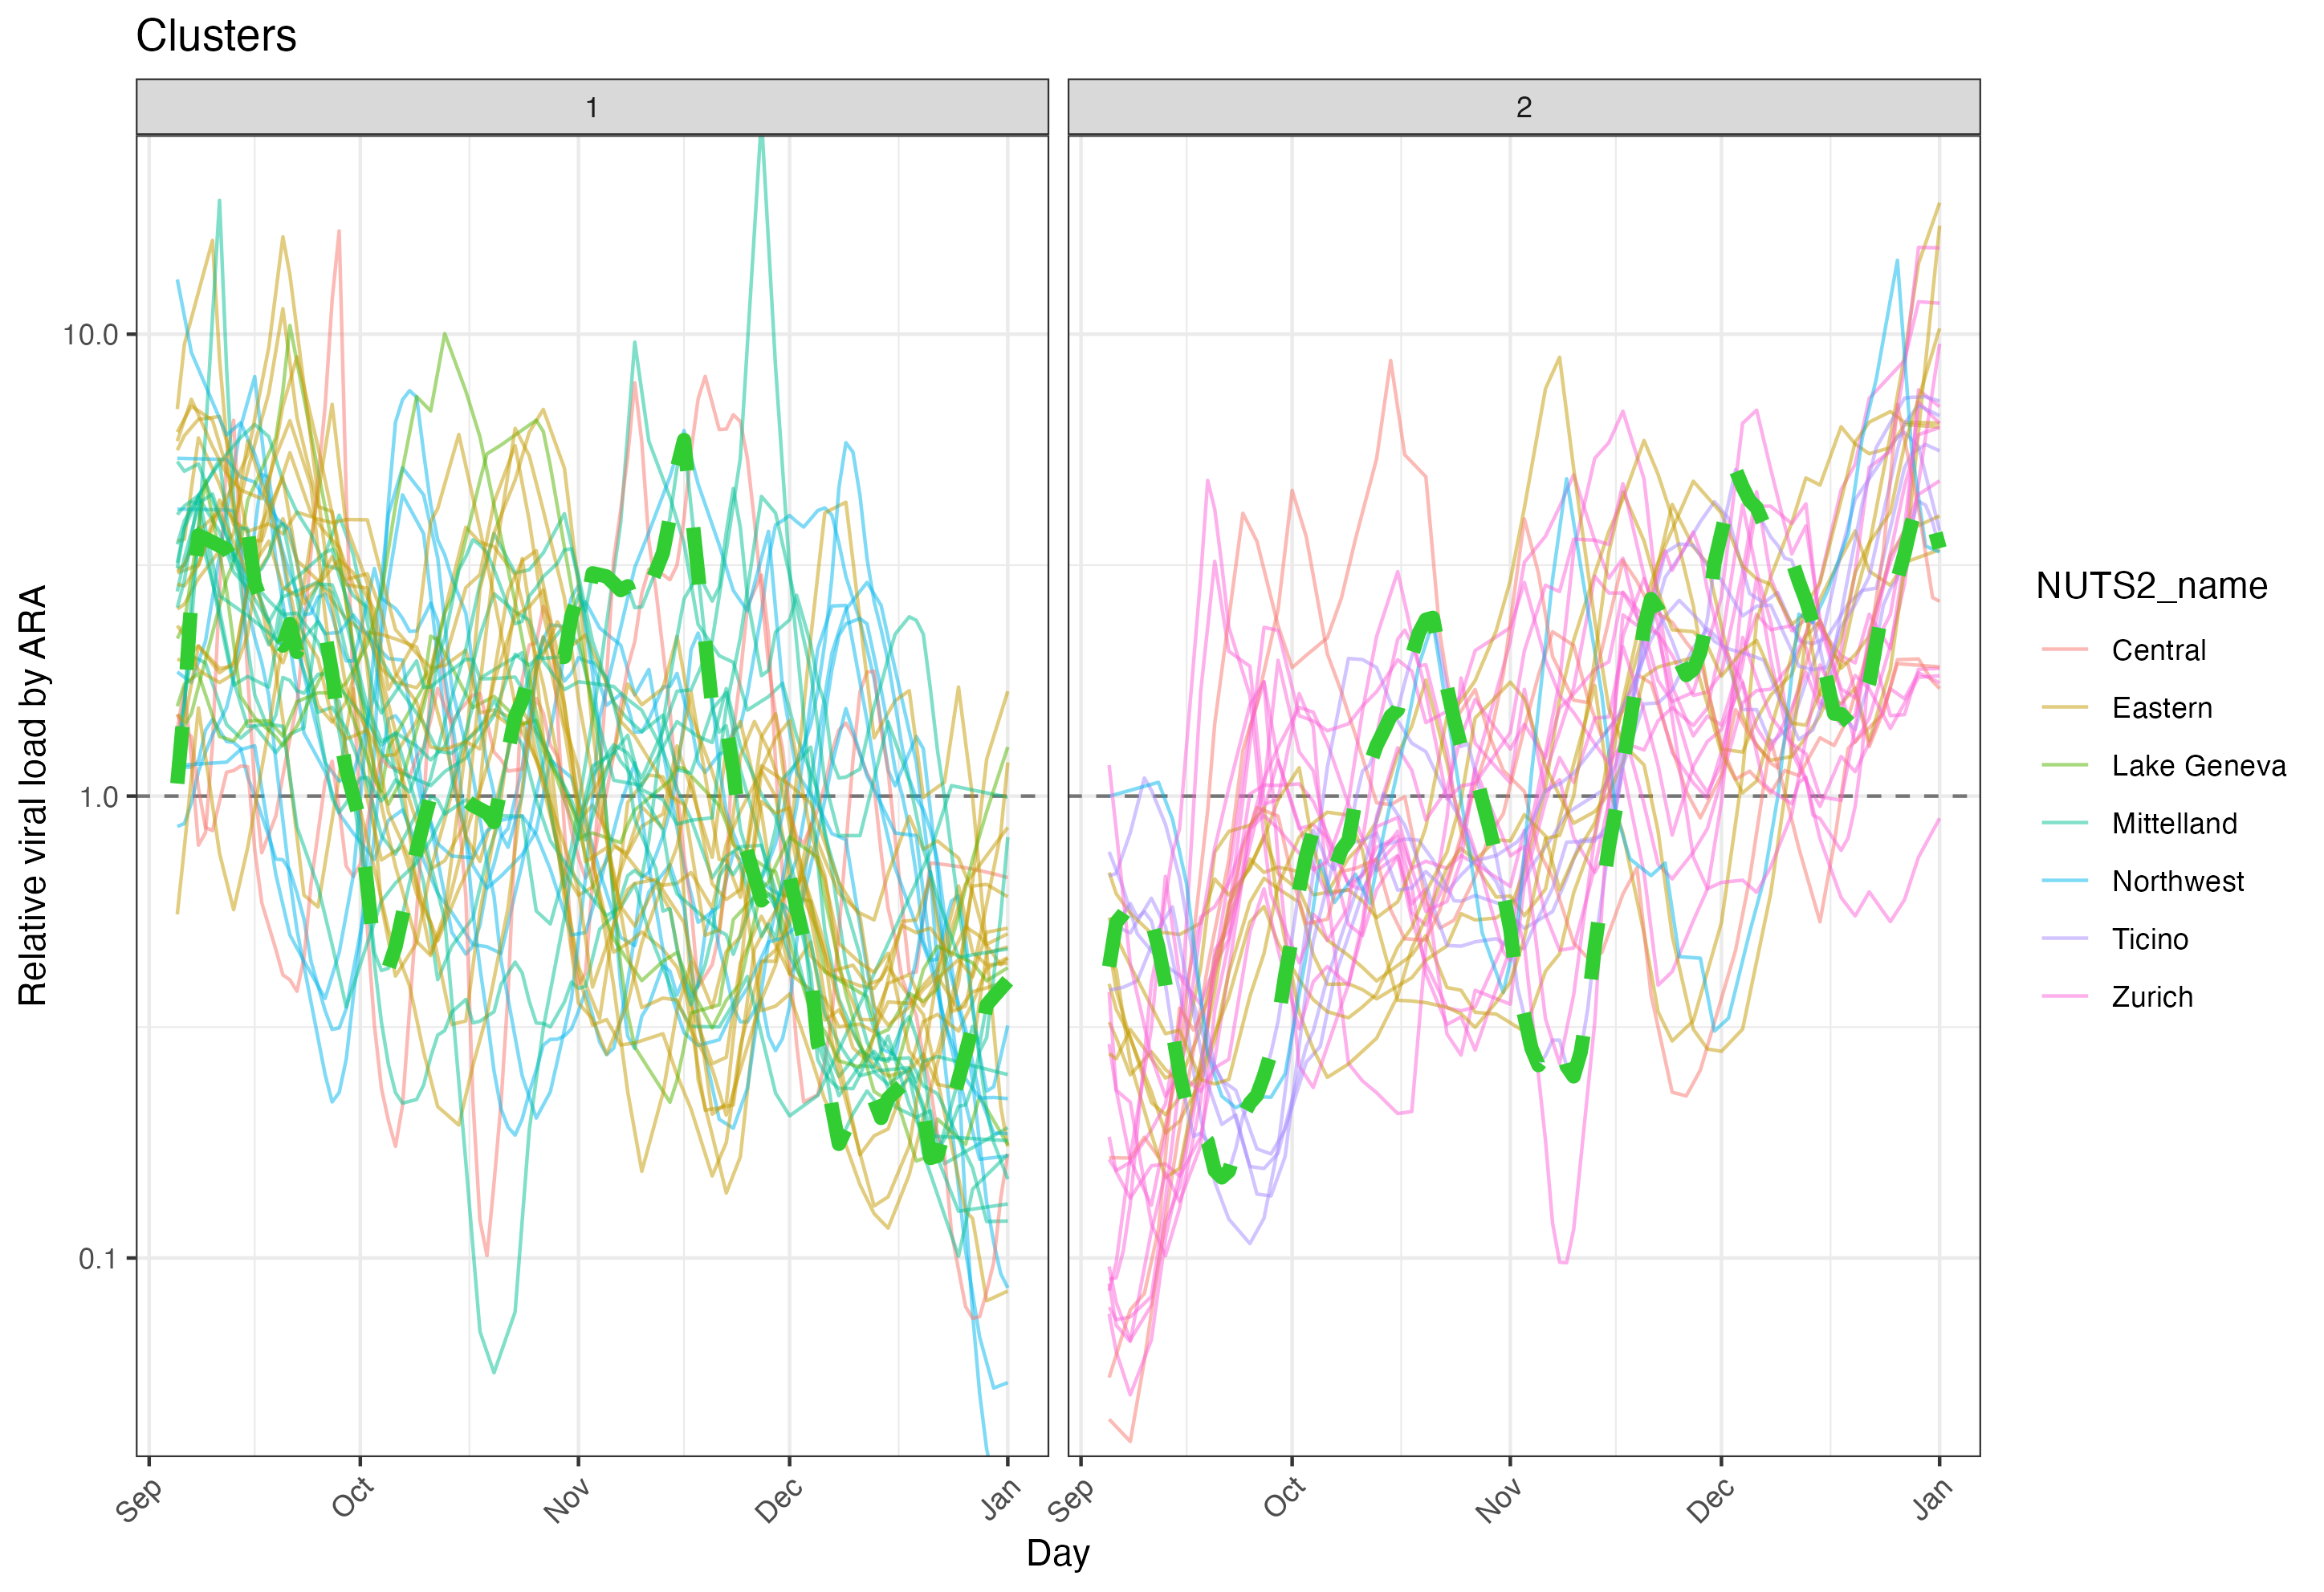 Clusters
1
2
Relative viral load by ARA
10.0
1.0
0.1
Sep
Oct
Nov
Dec
Jan
Sep
Oct
Nov
Dec
Jan
Day
NUTS2_name
Central
Eastern
Lake Geneva
Mittelland
Northwest
Ticino
Zurich